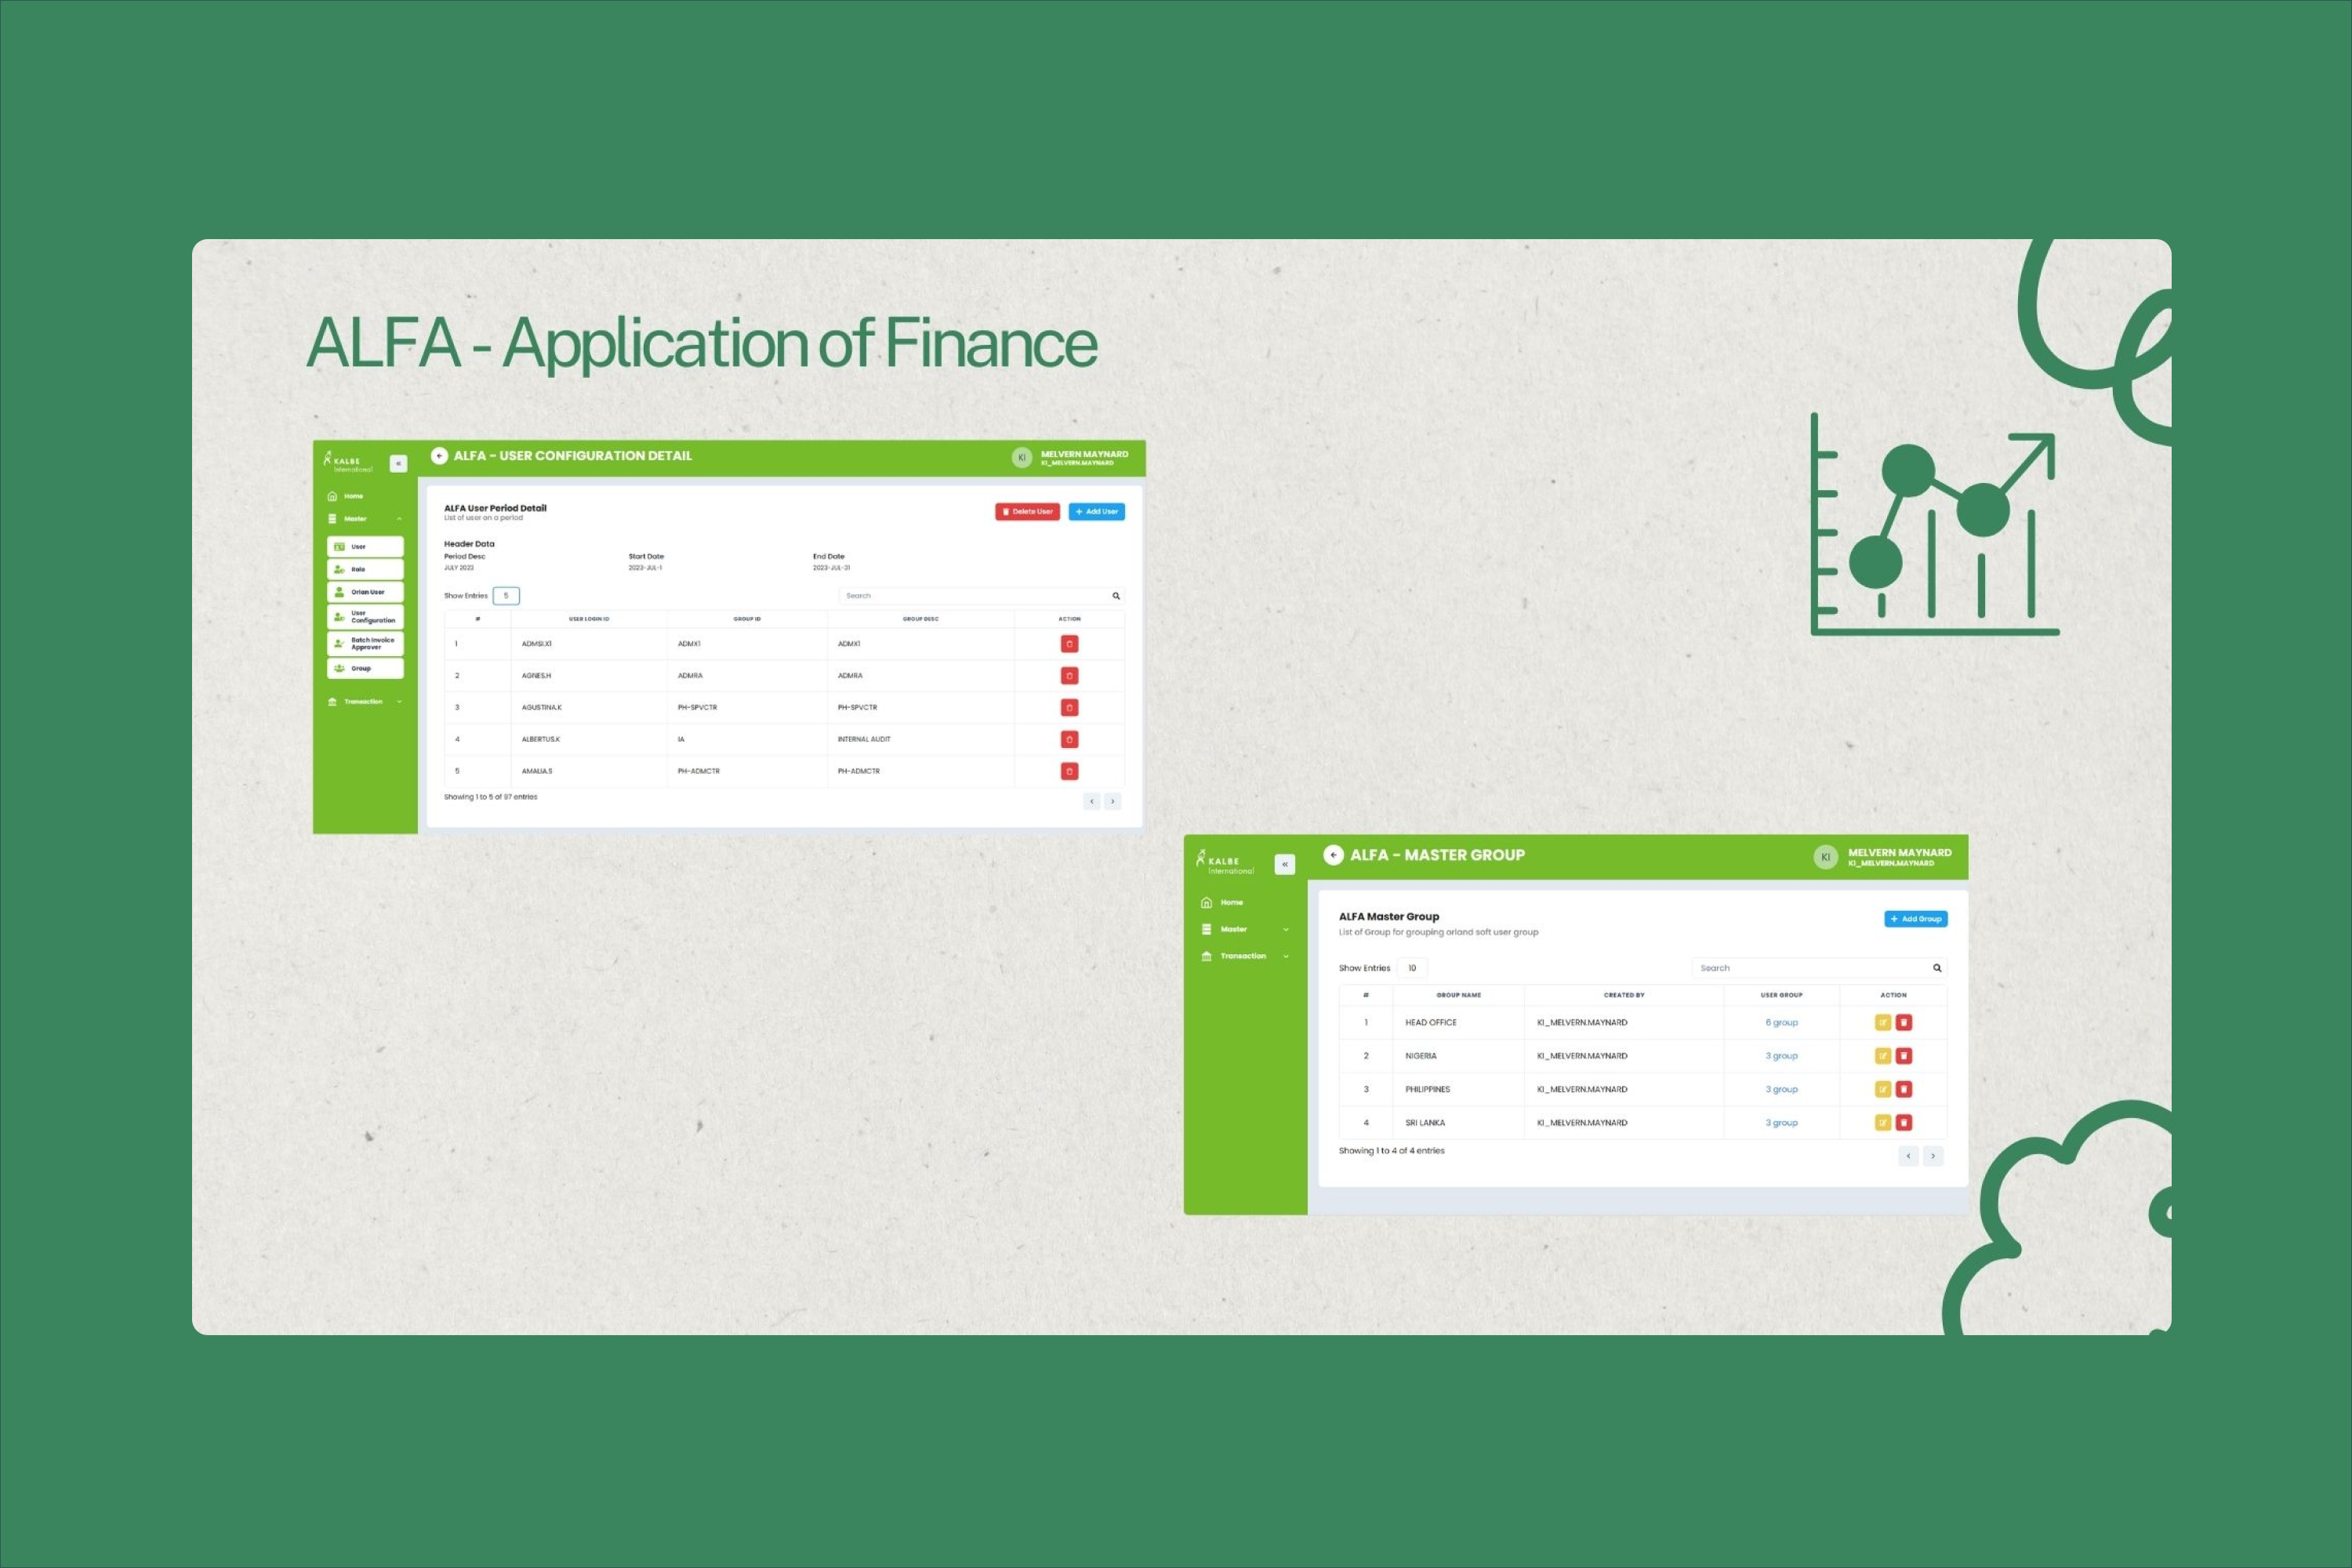 ALFA - Application of Finance
KALBE
International
«
ALFA - USER CONFIGURATION DETAIL
KI
MELVERN MAYNARD
KI_MELVERN.MAYNARD
Home
Master
User
Role
Orlan User
User
Configuration
Batch Invoice
Approver
Group
Transaction
ALFA User Period Detail
List of user on a period
Delete User
+ Add User
Header Data
Period Desc Start Date End Date
JULY 2023 2023-JUL-1 2023-JUL-31
Show Entries 5 Search
# USER LOGIN ID GROUP ID GROUP DESC ACTION
1 ADMSI.X1 ADMX1 ADMX1
2 AGNES.H ADMRA ADMRA
3 AGUSTINA.K PH-SPVCTR PH-SPVCTR
4 ALBERTUS.K IA INTERNAL AUDIT
5 AMALIA.S PH-ADMCTR PH-ADMCTR
Showing 1 to 5 of 97 entries
KALBE
International
«
ALFA - MASTER GROUP
KI
MELVERN MAYNARD
KI_MELVERN.MAYNARD
Home
Master
Transaction
ALFA Master Group
List of Group for grouping orland soft user group
+ Add Group
Show Entries 10 Search
# GROUP NAME CREATED BY USER GROUP ACTION
1 HEAD OFFICE KI_MELVERN.MAYNARD 6 group
2 NIGERIA KI_MELVERN.MAYNARD 3 group
3 PHILIPPINES KI_MELVERN.MAYNARD 3 group
4 SRI LANKA KI_MELVERN.MAYNARD 3 group
Showing 1 to 4 of 4 entries